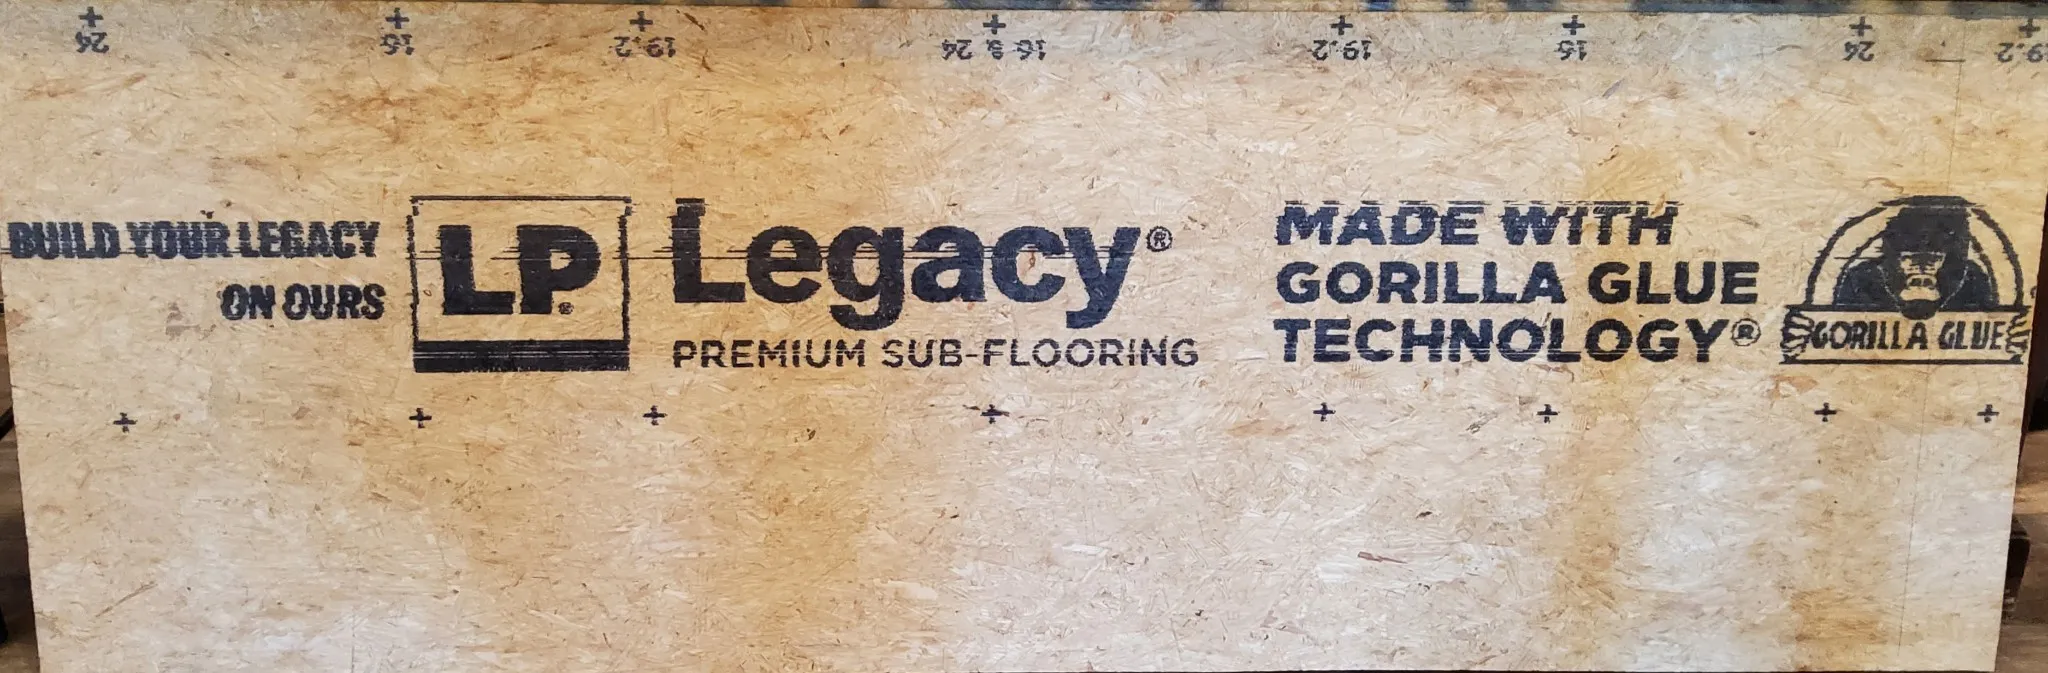 24 16 19.2 16 & 24 19.2 16 24 19.2
BUILD YOUR LEGACY
ON OURS
LP®
Legacy®
PREMIUM SUB-FLOORING
MADE WITH
GORILLA GLUE
TECHNOLOGY®
GORILLA GLUE